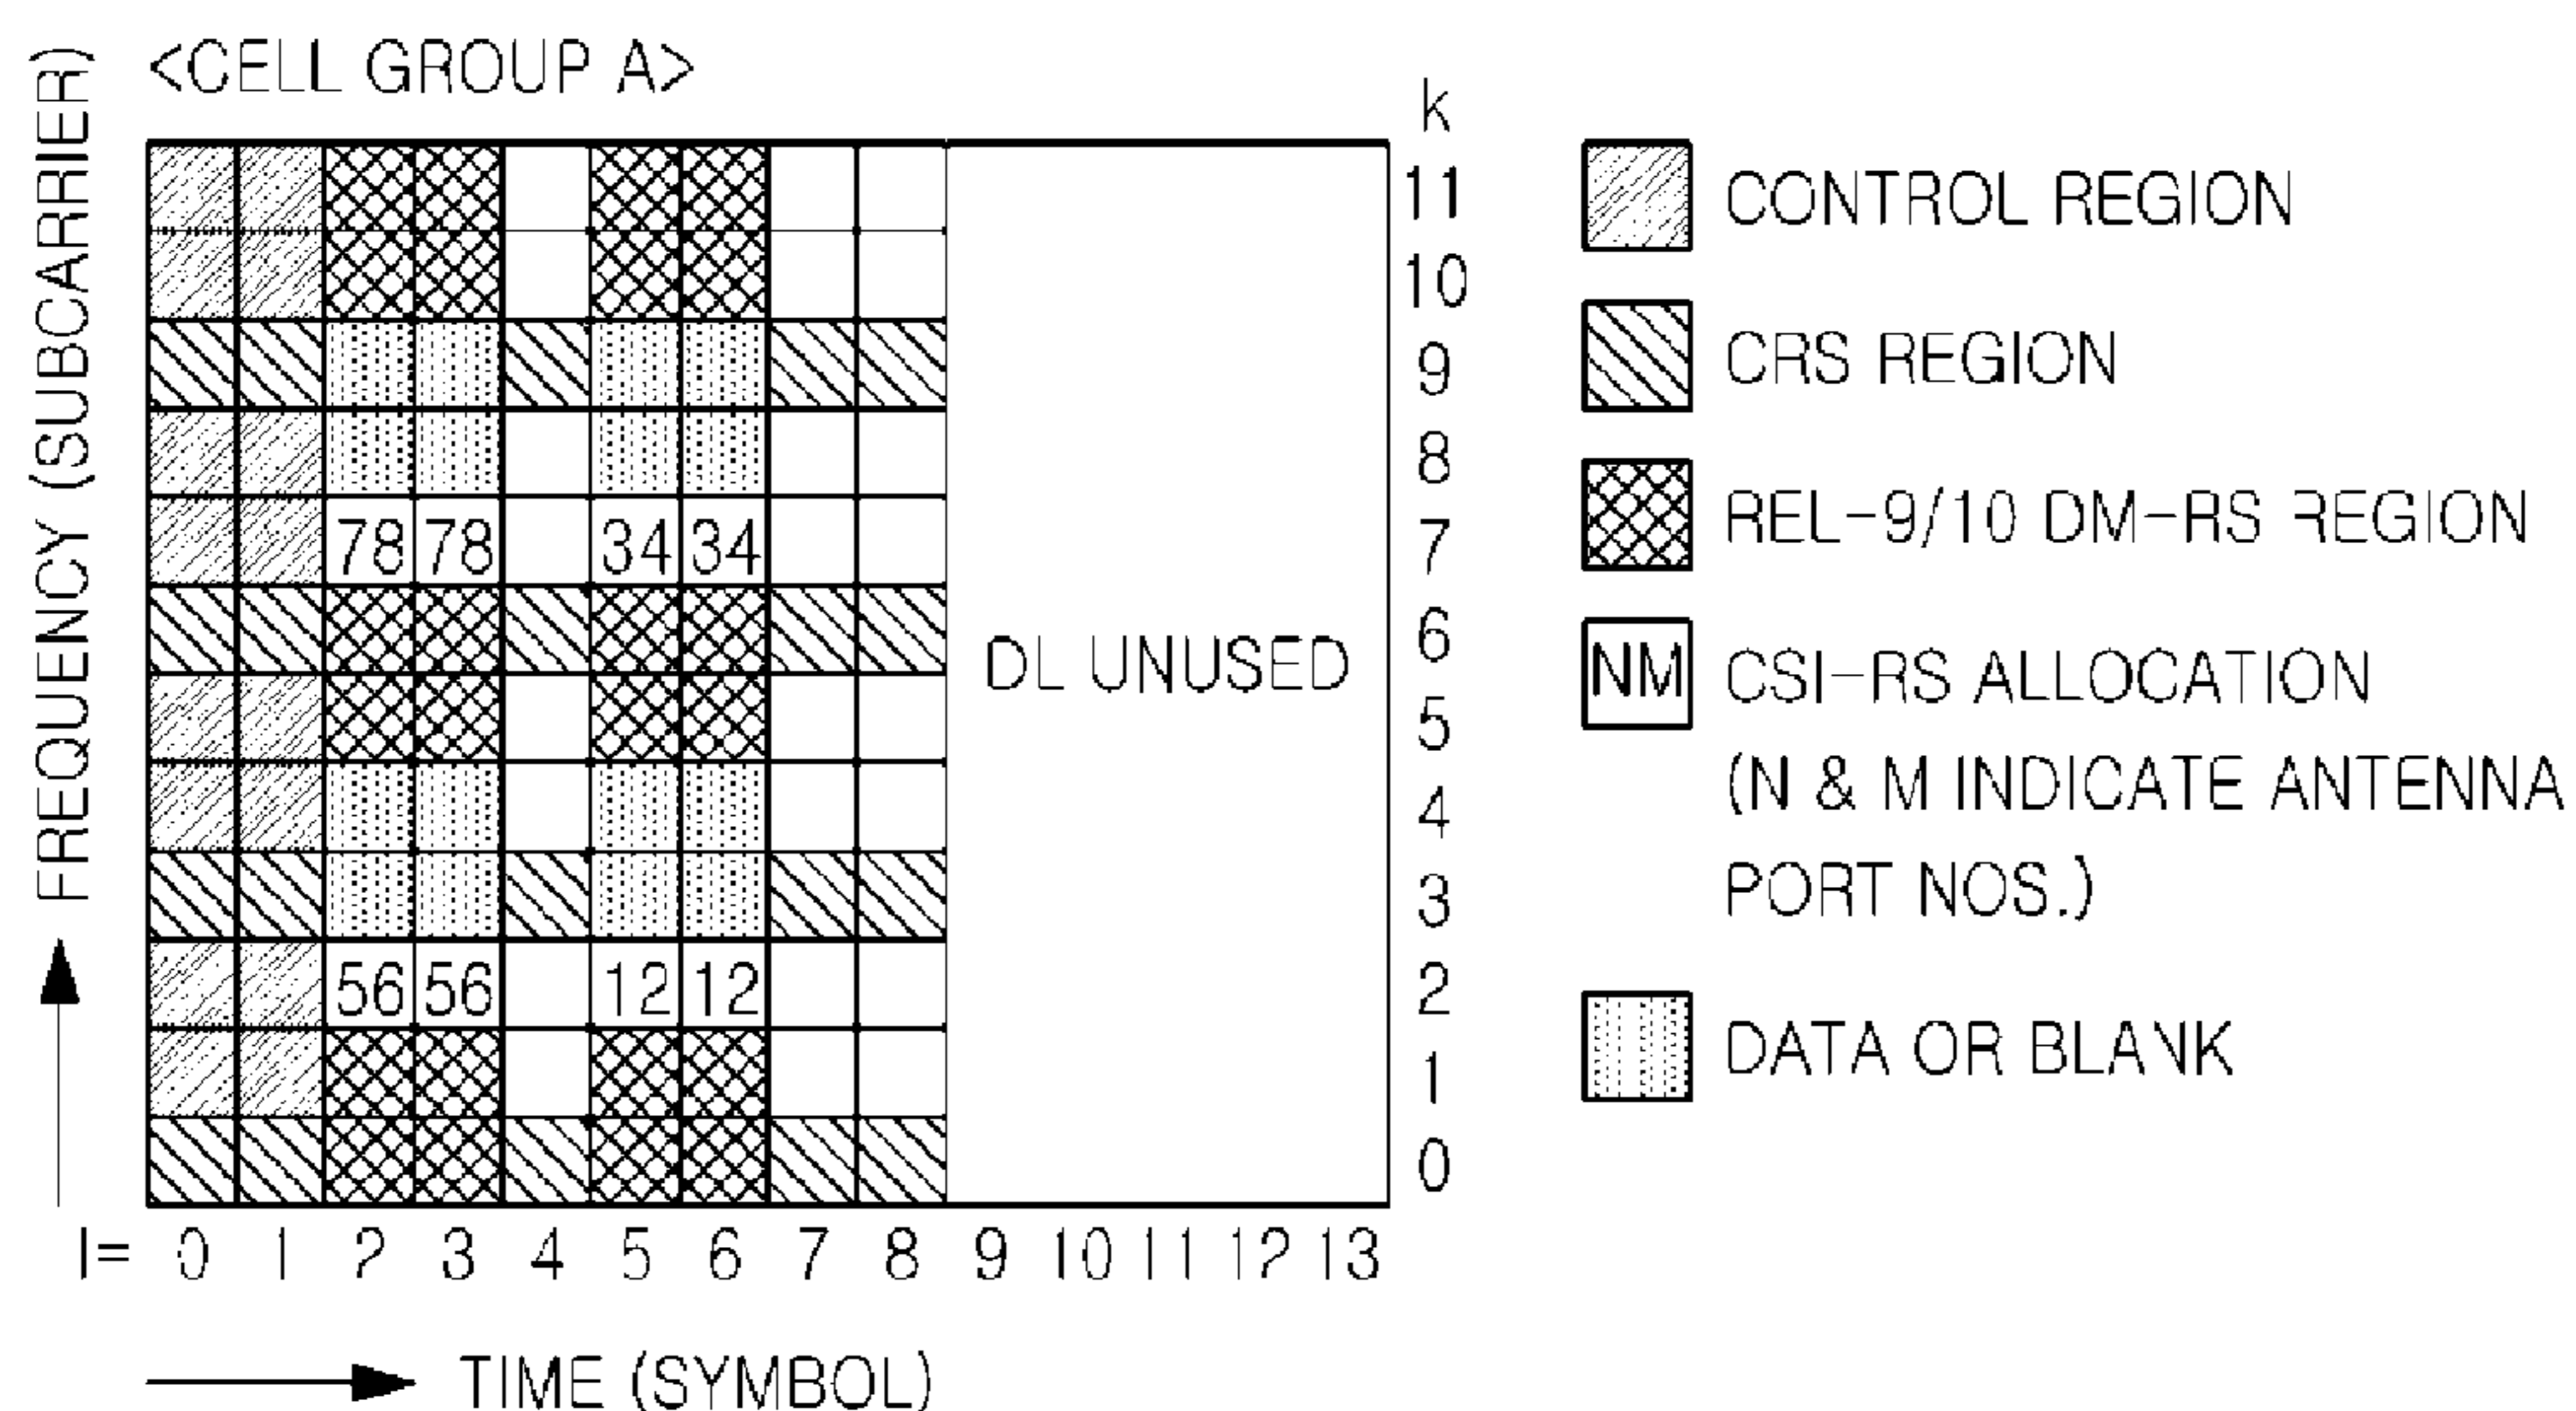 <CELL GROUP A>
FREQUENCY (SUBCARRIER)
k
11
10
9
8
78 78 34 34 7
6
DL UNUSED
5
4
3
56 56 12 12 2
1
0
l= 0 1 2 3 4 5 6 7 8 9 10 11 12 13
TIME (SYMBOL)
CONTROL REGION
CRS REGION
REL-9/10 DM-RS REGION
NM CSI-RS ALLOCATION
(N & M INDICATE ANTENNA
PORT NOS.)
DATA OR BLANK